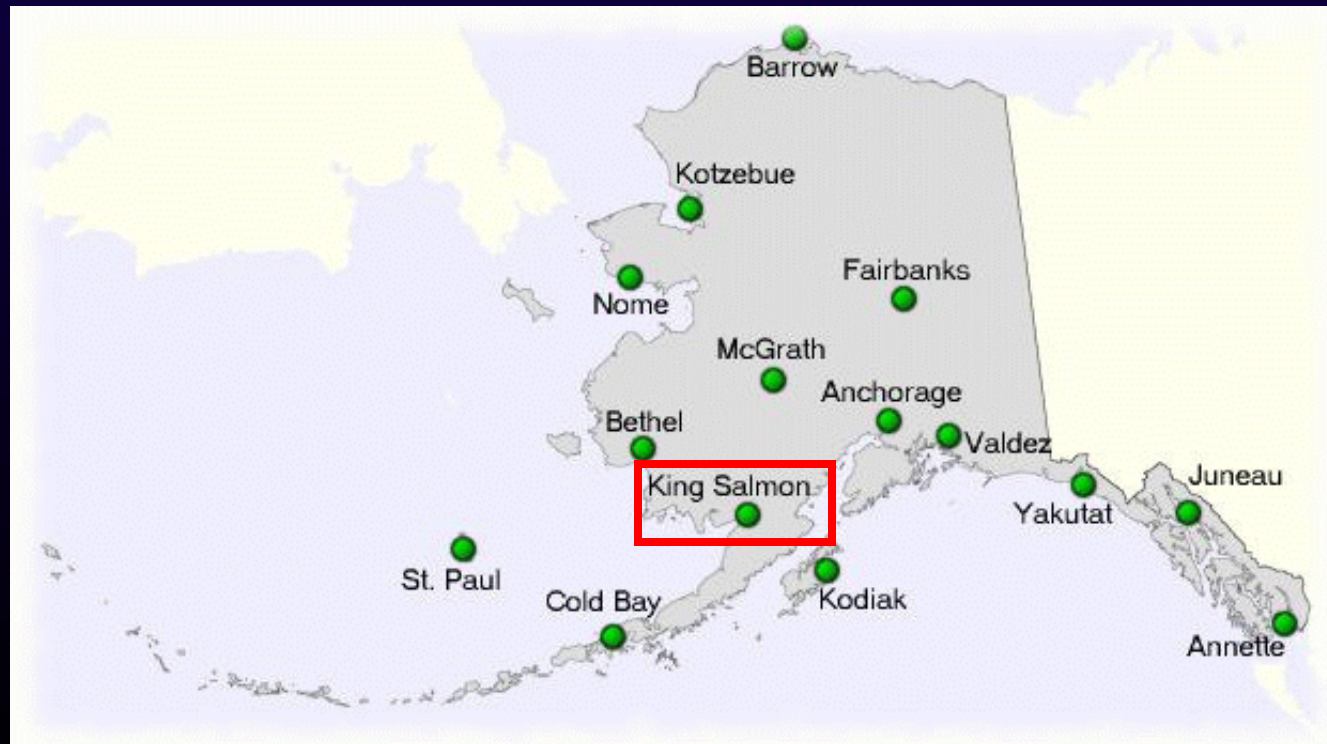 Barrow
Kotzebue
Fairbanks
Nome
McGrath
Anchorage
Bethel
Valdez
Juneau
King Salmon
Yakutat
St. Paul
Cold Bay
Kodiak
Annette